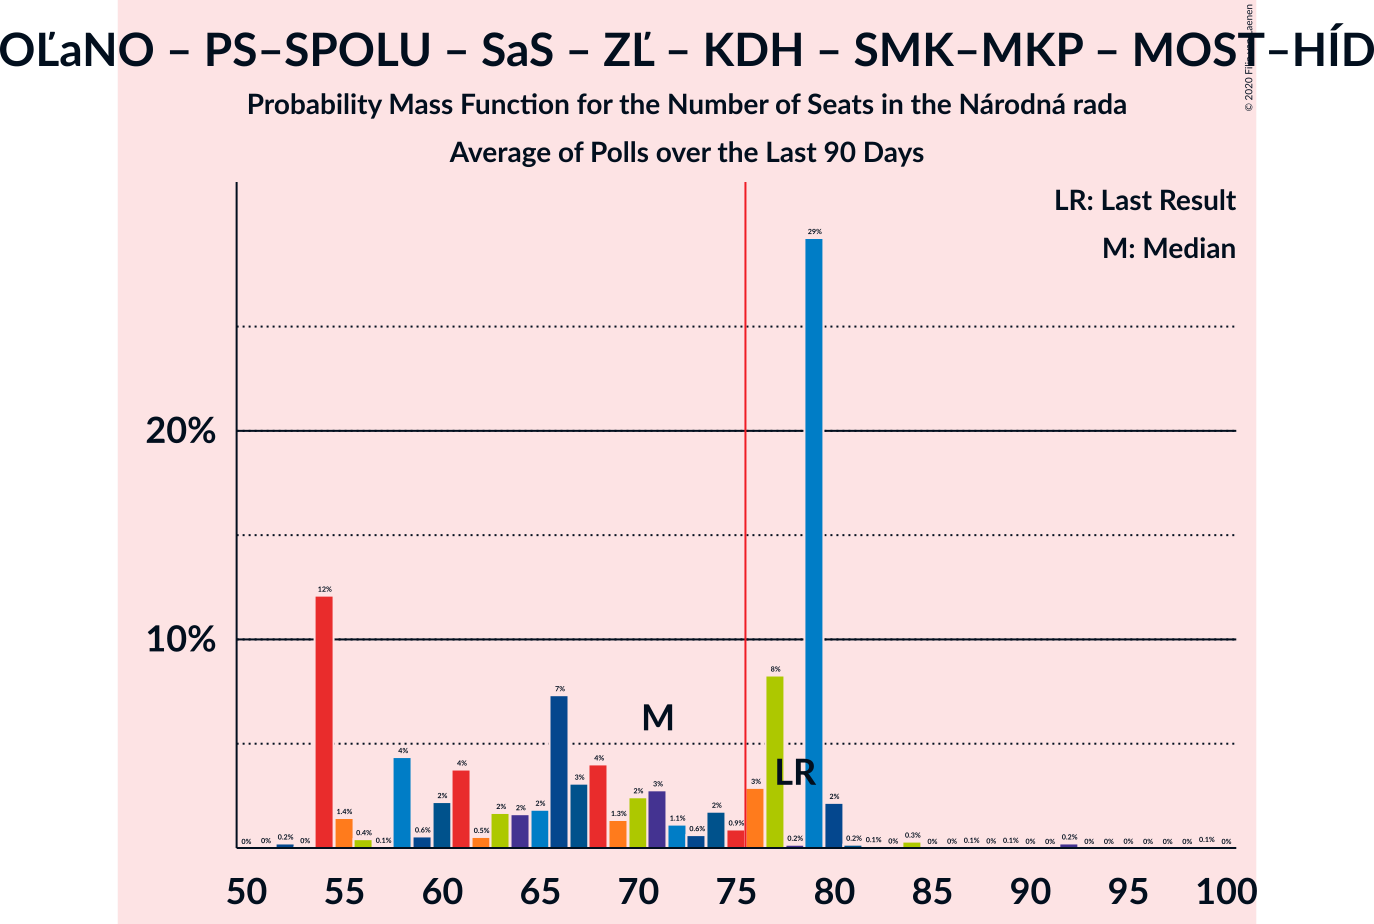 OĽaNO – PS–SPOLU – SaS – ZĽ – KDH – SMK–MKP – MOST–HÍD
Probability Mass Function for the Number of Seats in the Národná rada
Average of Polls over the Last 90 Days
LR: Last Result
M: Median
20%
10%
M
LR
0% 0% 0.2% 0% 12% 1.4% 0.4% 0.1% 4% 0.6% 2% 4% 0.5% 2% 2% 2% 7% 3% 4% 1.3% 2% 3% 1.1% 0.6% 2% 0.9% 3% 8% 0.2% 29% 2% 0.2% 0.1% 0% 0.3% 0% 0% 0.1% 0% 0.1% 0% 0% 0.2% 0% 0% 0% 0% 0% 0% 0.1% 0%
50 55 60 65 70 75 80 85 90 95 100
© 2020